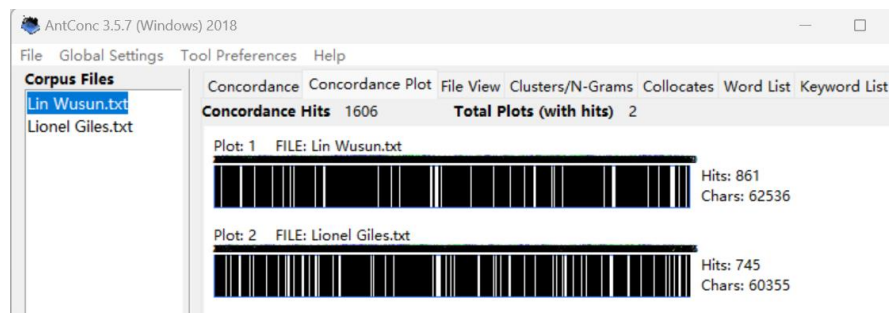 AntConc 3.5.7 (Windows) 2018
File Global Settings Tool Preferences Help
Corpus Files
Lin Wusun.txt
Lionel Giles.txt
Concordance Concordance Plot File View Clusters/N-Grams Collocates Word List Keyword List
Concordance Hits 1606 Total Plots (with hits) 2
Plot: 1 FILE: Lin Wusun.txt
Hits: 861
Chars: 62536
Plot: 2 FILE: Lionel Giles.txt
Hits: 745
Chars: 60355